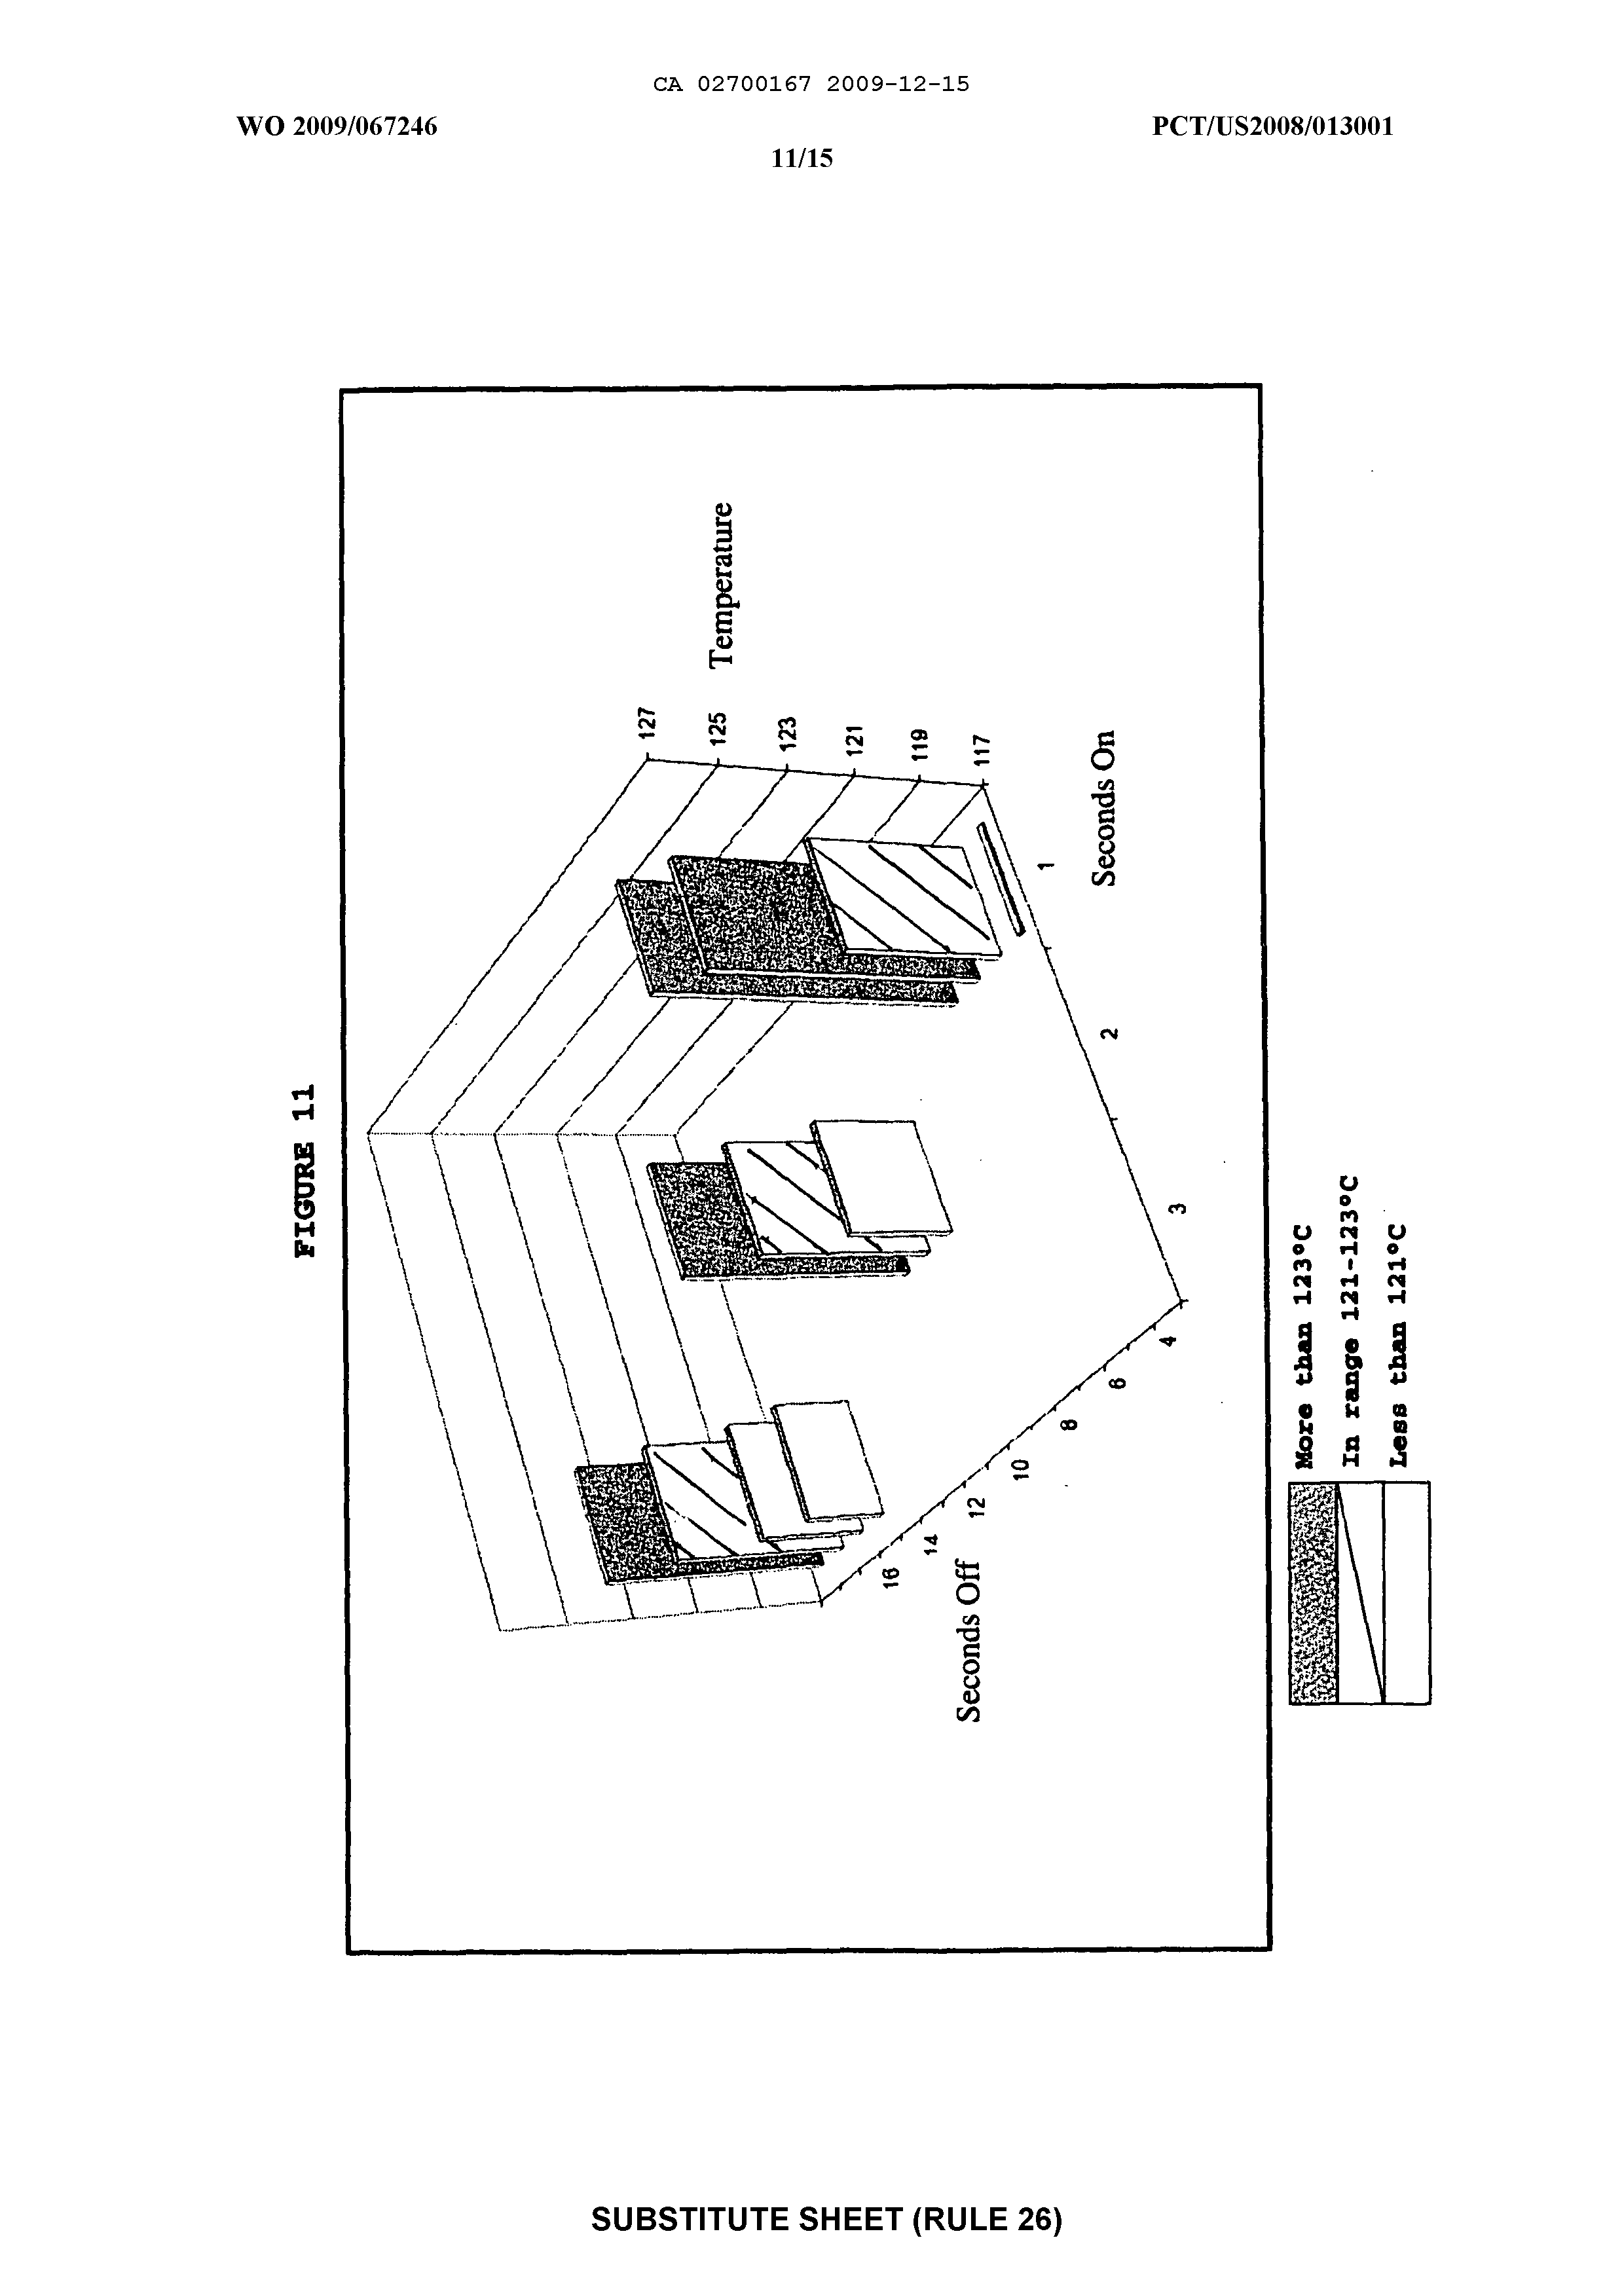 CA 02700167 2009-12-15
WO 2009/067246
PCT/US2008/013001
11/15
FIGURE 11
127
125
123
121
119
117
Temperature
1
2
3
Seconds On
4
6
8
10
12
14
16
Seconds Off
More than 123°C
In range 121-123°C
Less than 121°C
SUBSTITUTE SHEET (RULE 26)